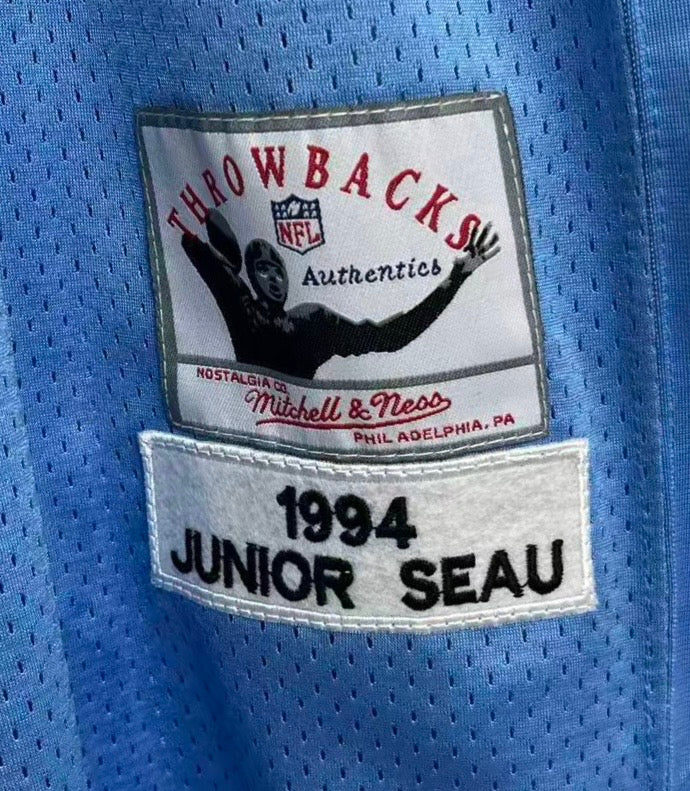 THROWBACKS
NFL
Authentics
NOSTALGIA CO.
Mitchell & Ness
PHILADELPHIA, PA
1994
JUNIOR SEAU